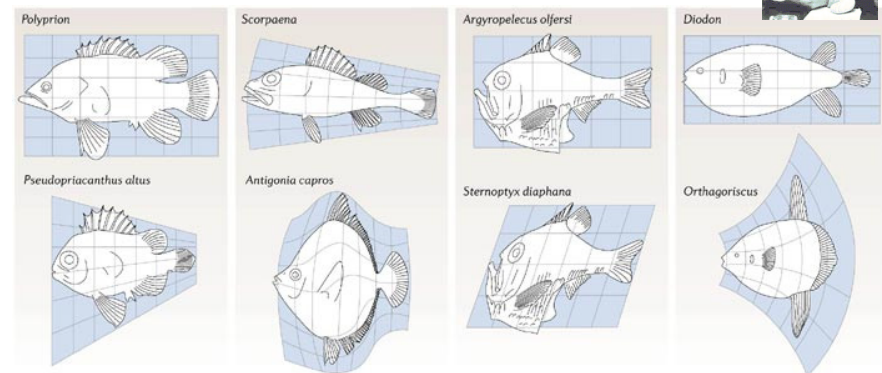 Polyprion
Scorpaena
Argyropelecus olfersi
Diodon
Pseudopriacanthus altus
Antigonia capros
Sternoptyx diaphana
Orthagoriscus